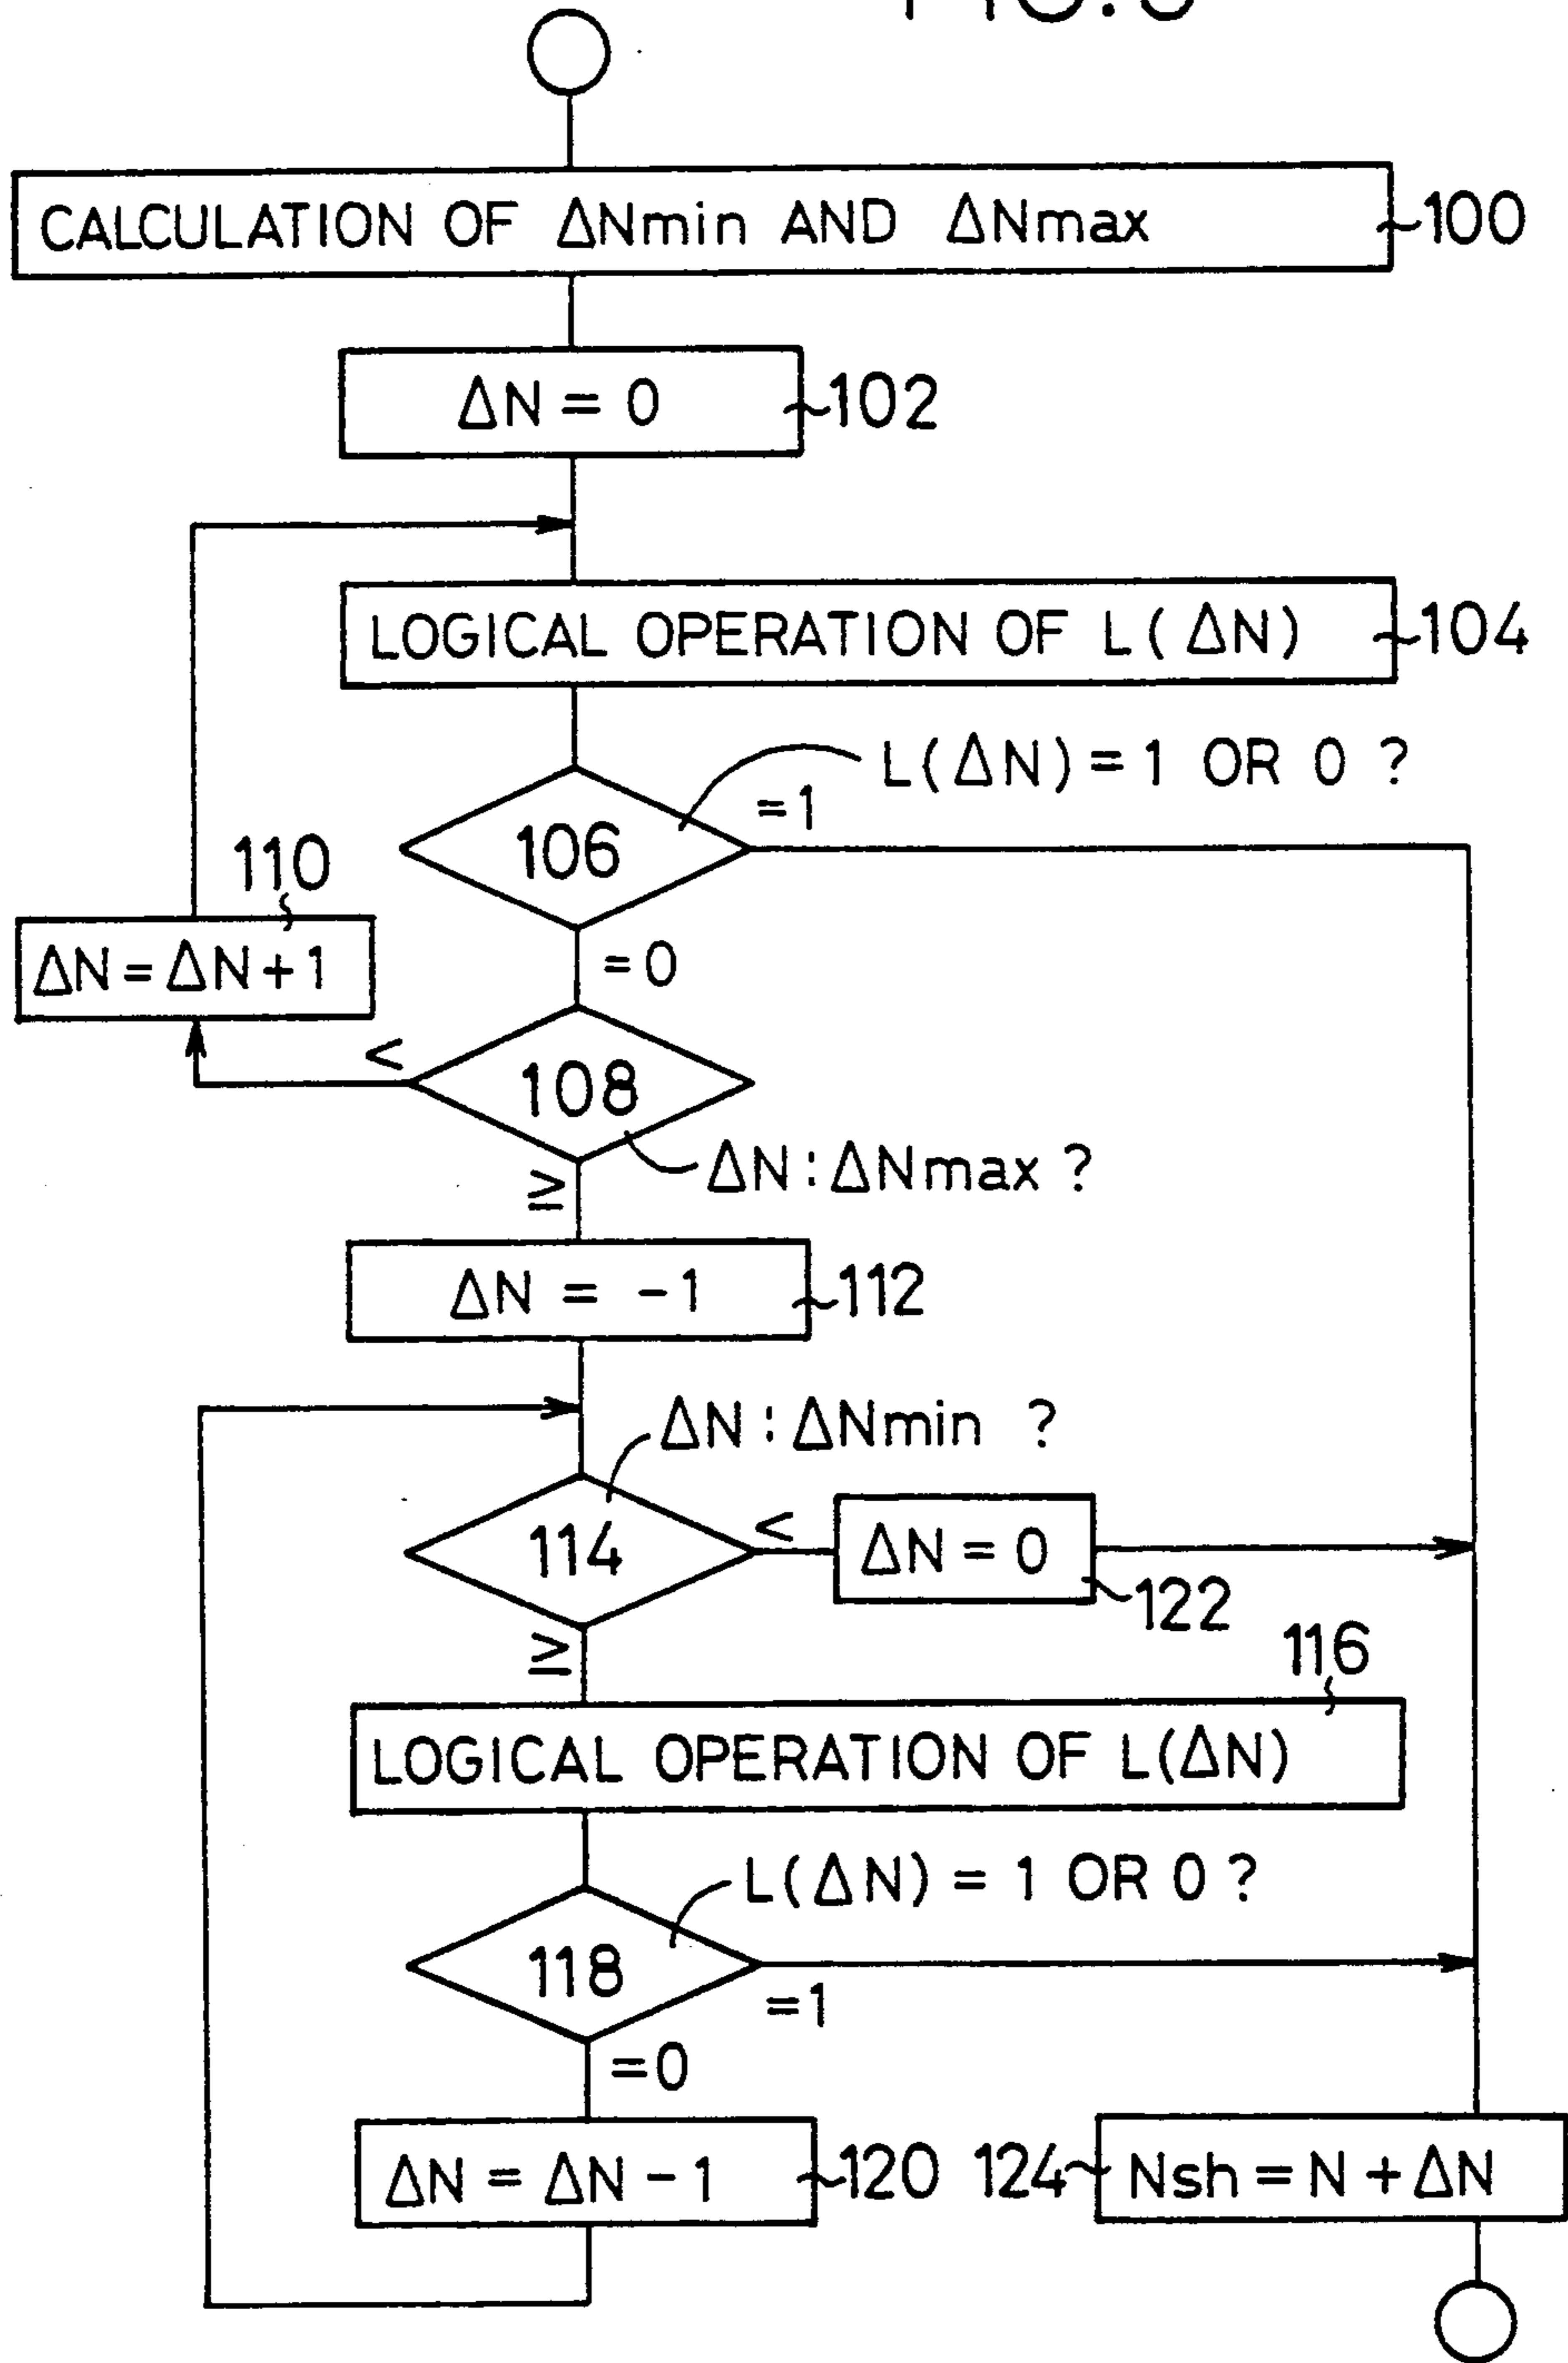 CALCULATION OF ΔNmin AND ΔNmax
100
ΔN = 0
102
LOGICAL OPERATION OF L(ΔN)
104
L(ΔN) = 1 OR 0 ?
=1
106
110
=0
ΔN = ΔN + 1
<
108
ΔN : ΔNmax ?
≥
ΔN = -1
112
ΔN : ΔNmin ?
114
<
ΔN = 0
122
≥
116
LOGICAL OPERATION OF L(ΔN)
L(ΔN) = 1 OR 0 ?
118
=1
=0
ΔN = ΔN - 1
120
124
Nsh = N + ΔN